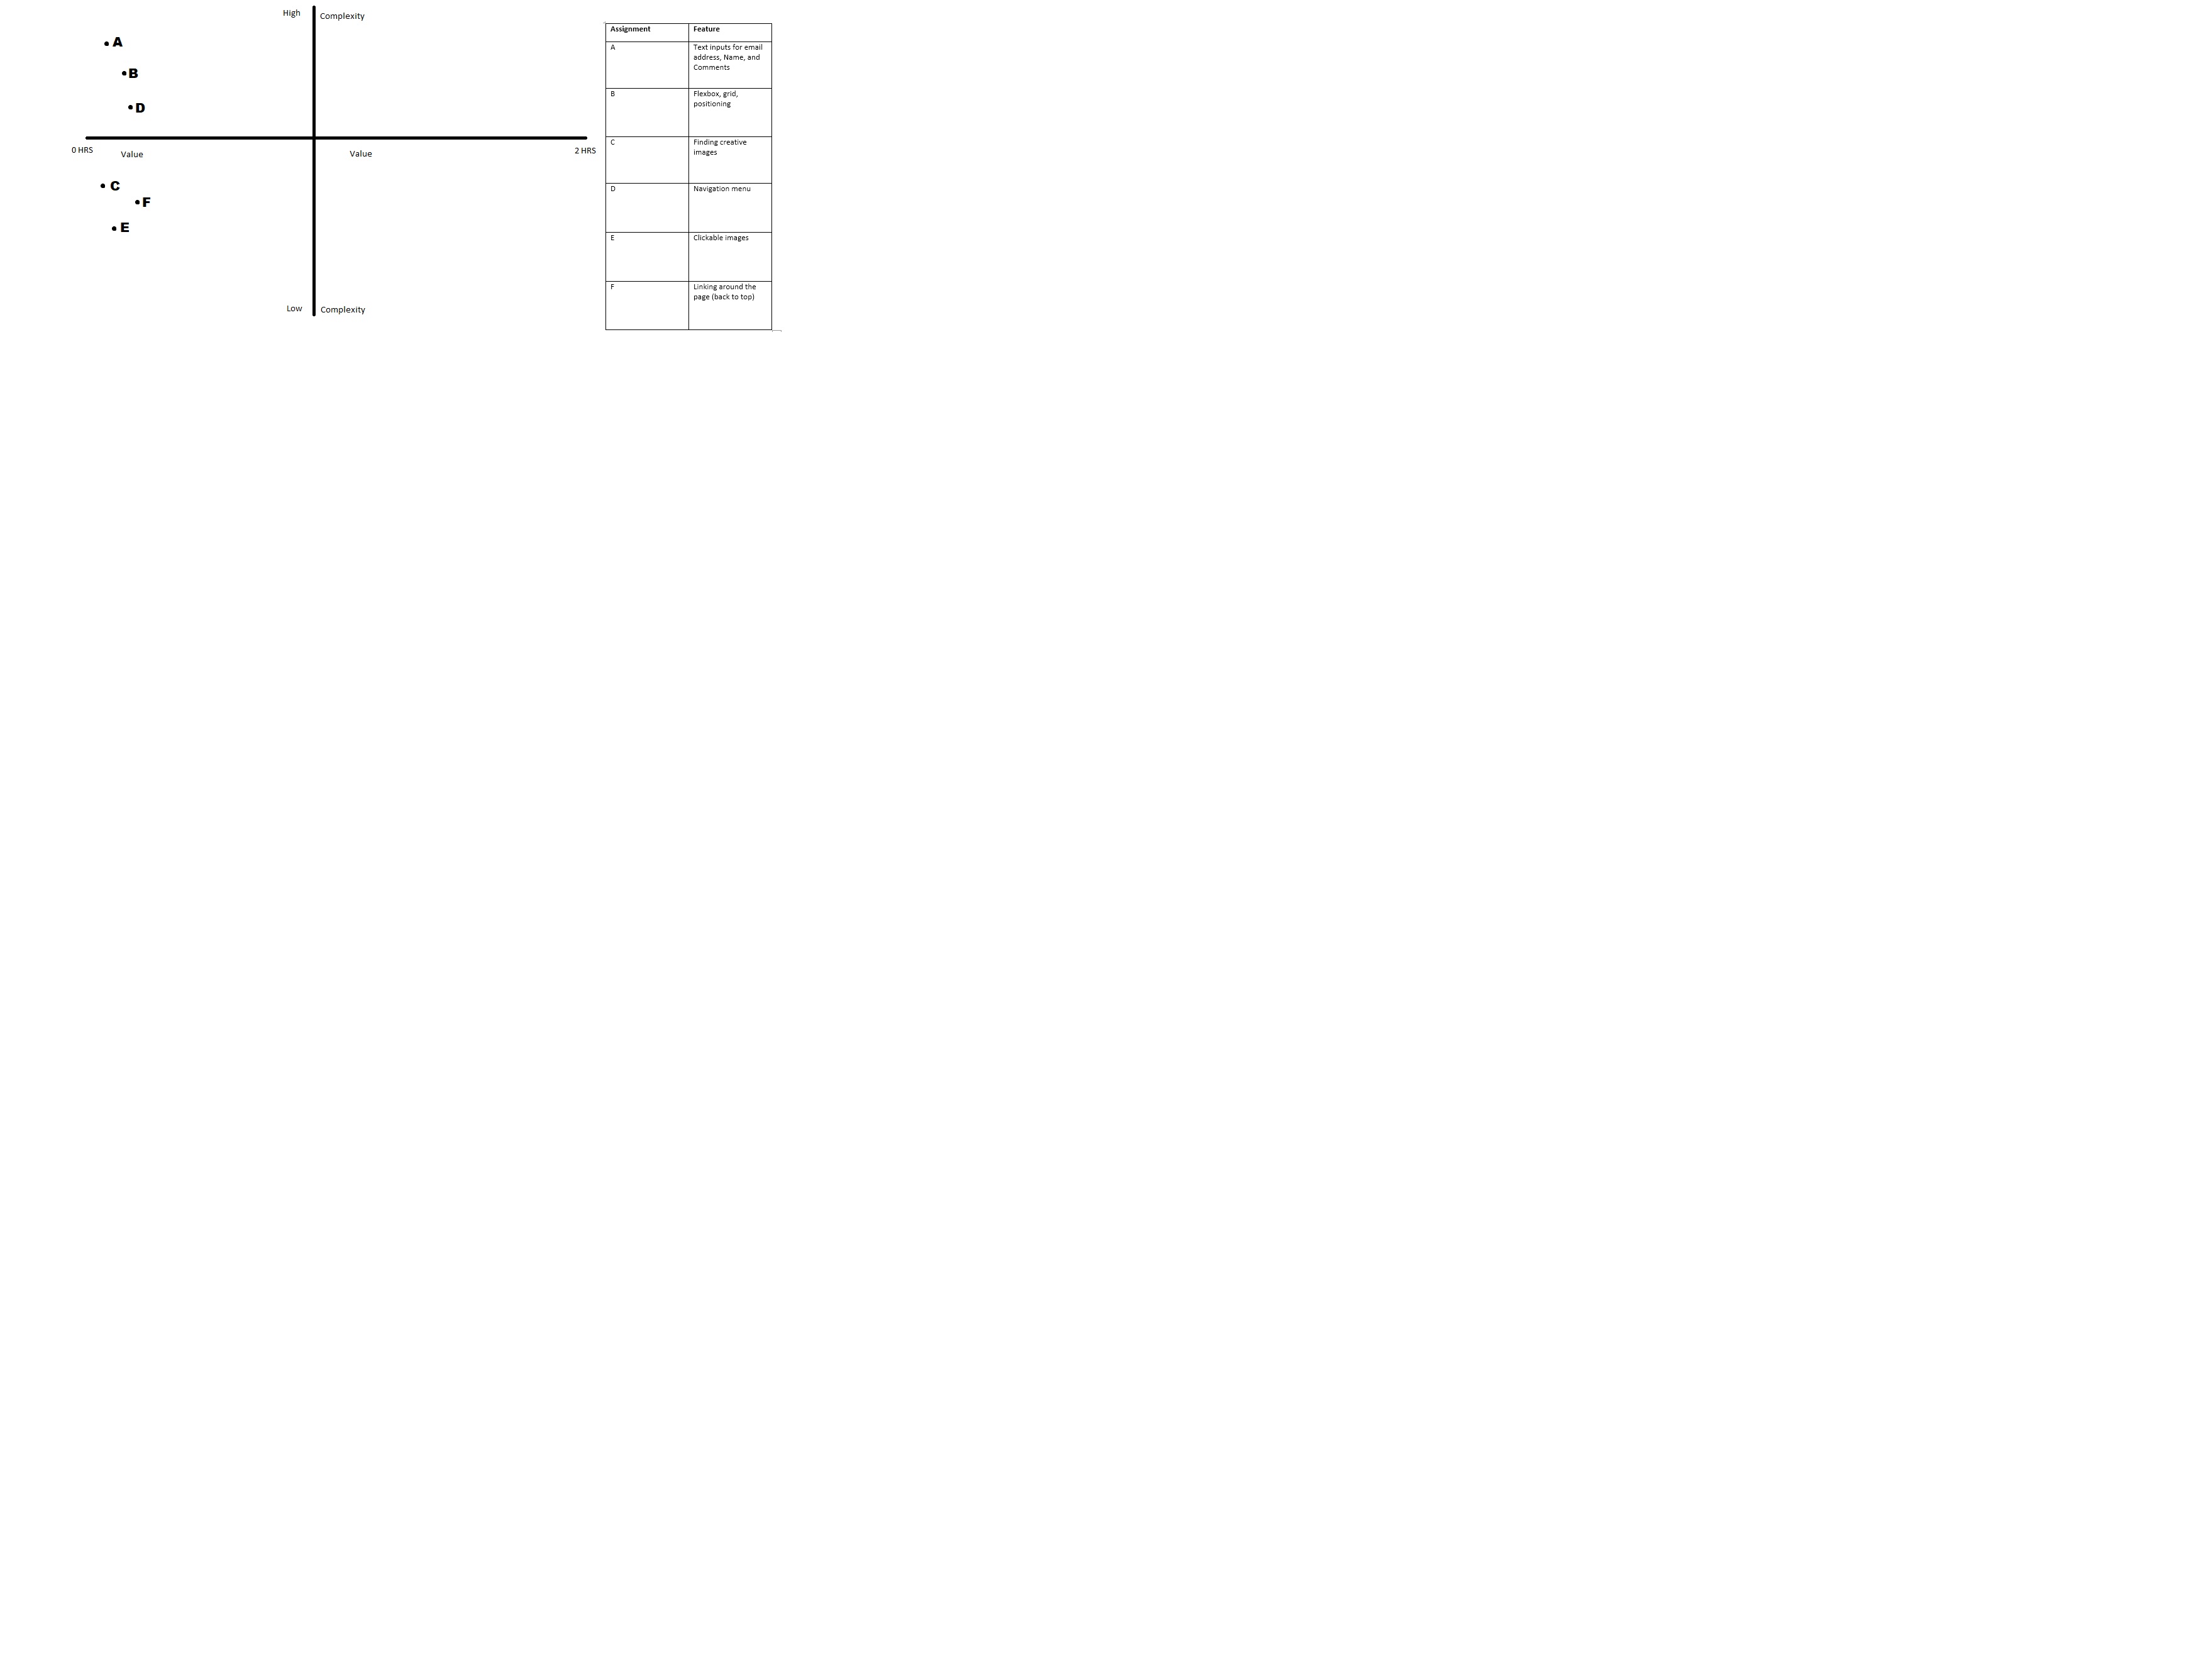 High
Complexity
A
B
D
0 HRS
Value
Value
2 HRS
C
F
E
Low
Complexity
Assignment Feature
A Text inputs for email
address, Name, and
Comments
B Flexbox, grid,
positioning
C Finding creative
images
D Navigation menu
E Clickable images
F Linking around the
page (back to top)